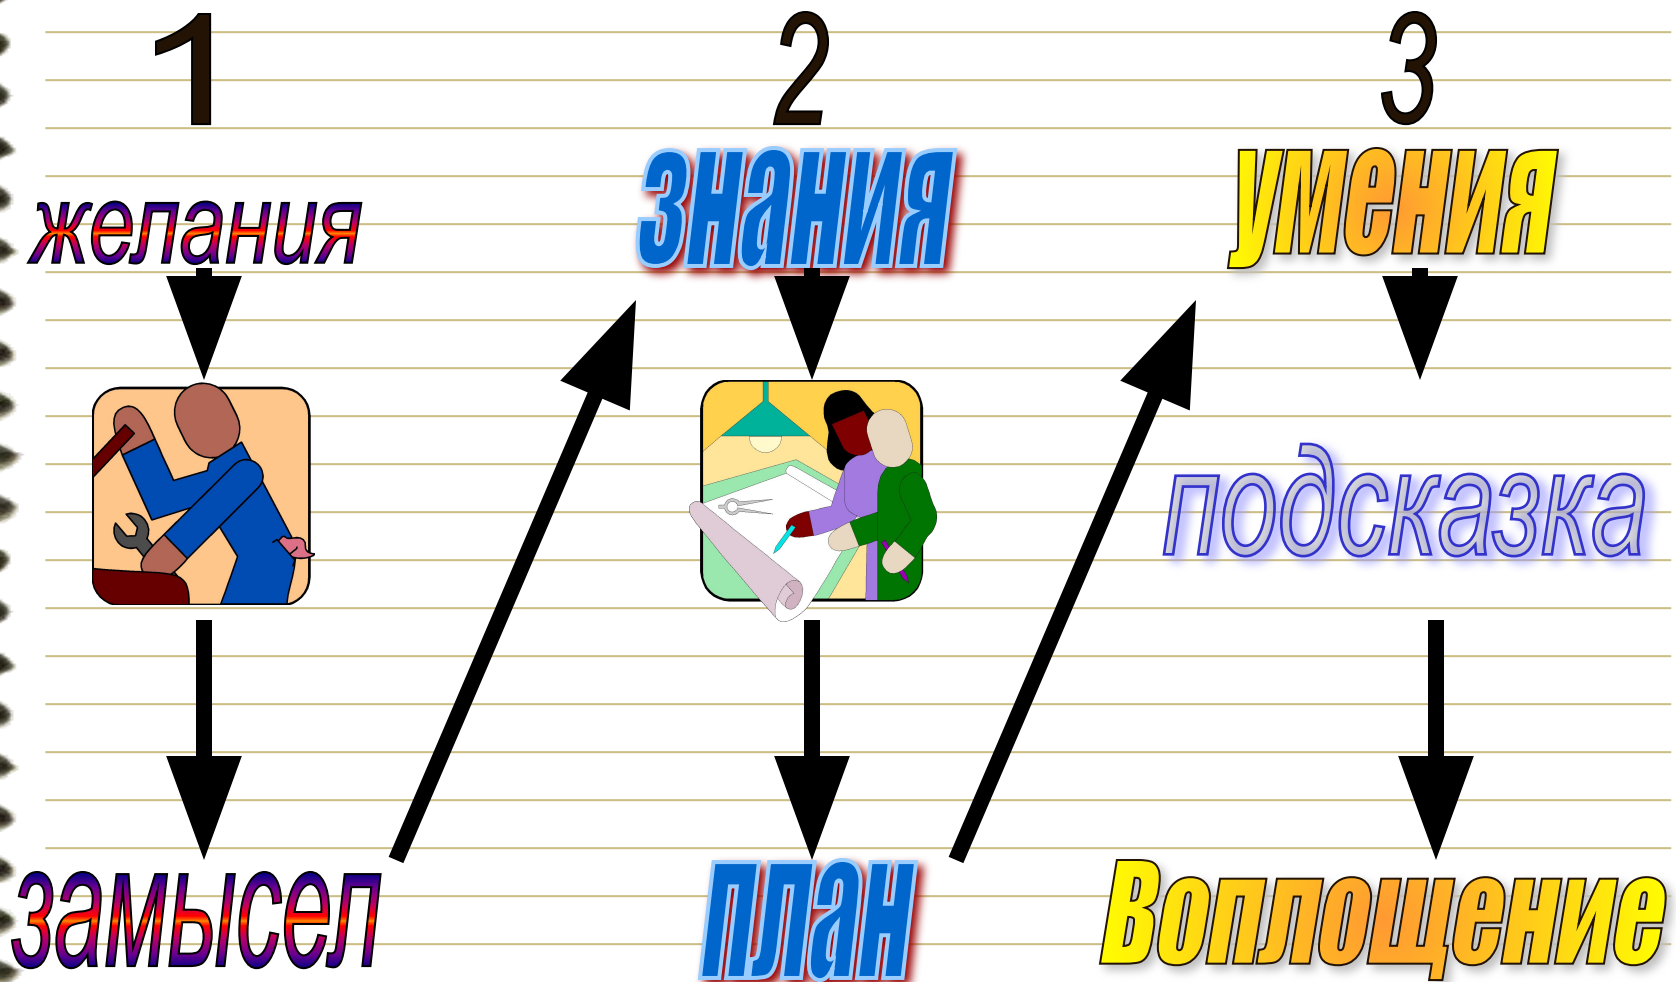 1 2 3
желания знания умения
подсказка
замысел план Воплощение